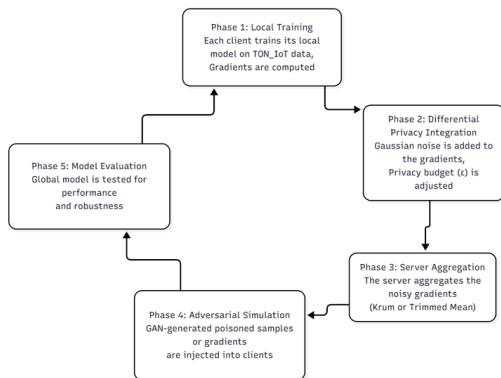 Phase 1: Local Training
Each client trains its local
model on TON_IoT data,
Gradients are computed
Phase 2: Differential
Privacy Integration
Gaussian noise is added to
the gradients,
Privacy budget (ε) is
adjusted
Phase 3: Server Aggregation
The server aggregates the
noisy gradients
(Krum or Trimmed Mean)
Phase 4: Adversarial Simulation
GAN-generated poisoned samples
or gradients
are injected into clients
Phase 5: Model Evaluation
Global model is tested for
performance
and robustness